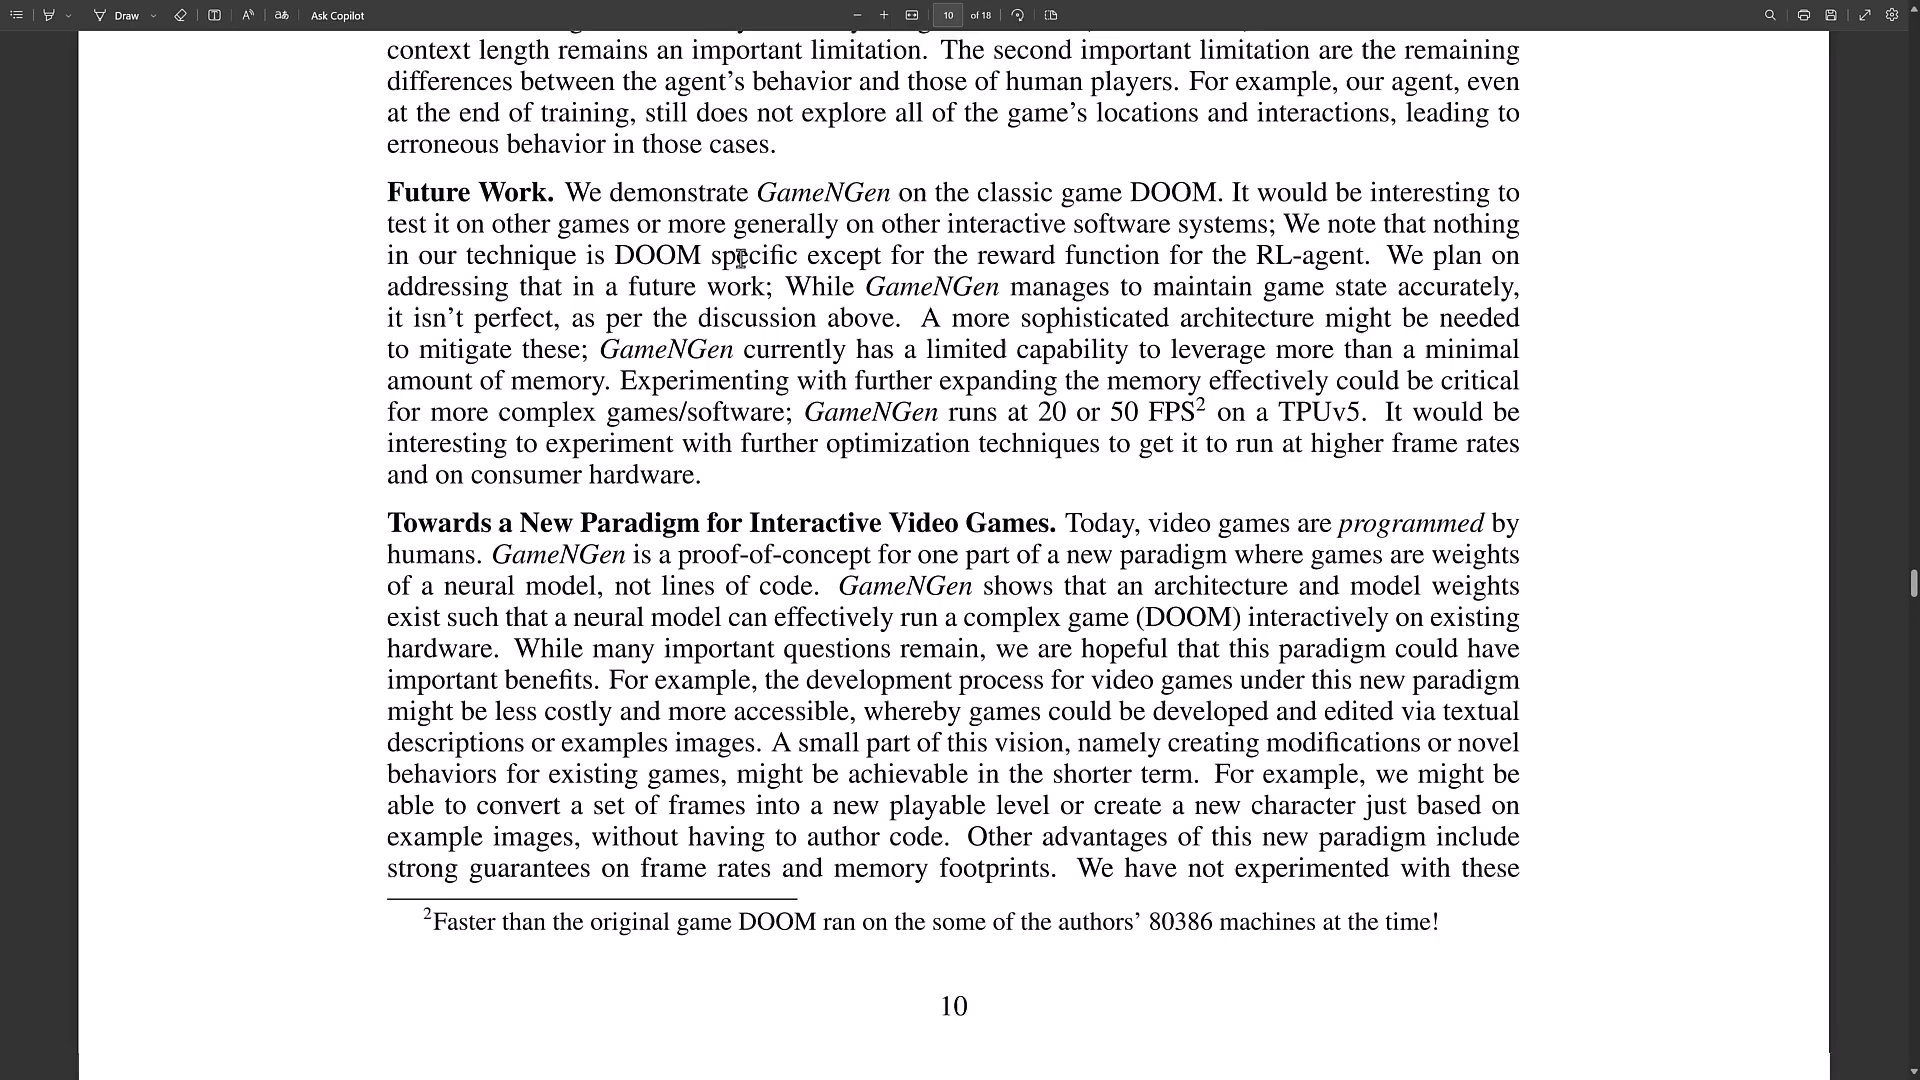 Draw
Ask Copilot
10 of 18
context length remains an important limitation. The second important limitation are the remaining
differences between the agent's behavior and those of human players. For example, our agent, even
at the end of training, still does not explore all of the game's locations and interactions, leading to
erroneous behavior in those cases.
Future Work. We demonstrate GameNGen on the classic game DOOM. It would be interesting to
test it on other games or more generally on other interactive software systems; We note that nothing
in our technique is DOOM specific except for the reward function for the RL-agent. We plan on
addressing that in a future work; While GameNGen manages to maintain game state accurately,
it isn't perfect, as per the discussion above. A more sophisticated architecture might be needed
to mitigate these; GameNGen currently has a limited capability to leverage more than a minimal
amount of memory. Experimenting with further expanding the memory effectively could be critical
for more complex games/software; GameNGen runs at 20 or 50 FPS² on a TPUv5. It would be
interesting to experiment with further optimization techniques to get it to run at higher frame rates
and on consumer hardware.
Towards a New Paradigm for Interactive Video Games. Today, video games are programmed by
humans. GameNGen is a proof-of-concept for one part of a new paradigm where games are weights
of a neural model, not lines of code. GameNGen shows that an architecture and model weights
exist such that a neural model can effectively run a complex game (DOOM) interactively on existing
hardware. While many important questions remain, we are hopeful that this paradigm could have
important benefits. For example, the development process for video games under this new paradigm
might be less costly and more accessible, whereby games could be developed and edited via textual
descriptions or examples images. A small part of this vision, namely creating modifications or novel
behaviors for existing games, might be achievable in the shorter term. For example, we might be
able to convert a set of frames into a new playable level or create a new character just based on
example images, without having to author code. Other advantages of this new paradigm include
strong guarantees on frame rates and memory footprints. We have not experimented with these
²Faster than the original game DOOM ran on the some of the authors' 80386 machines at the time!
10